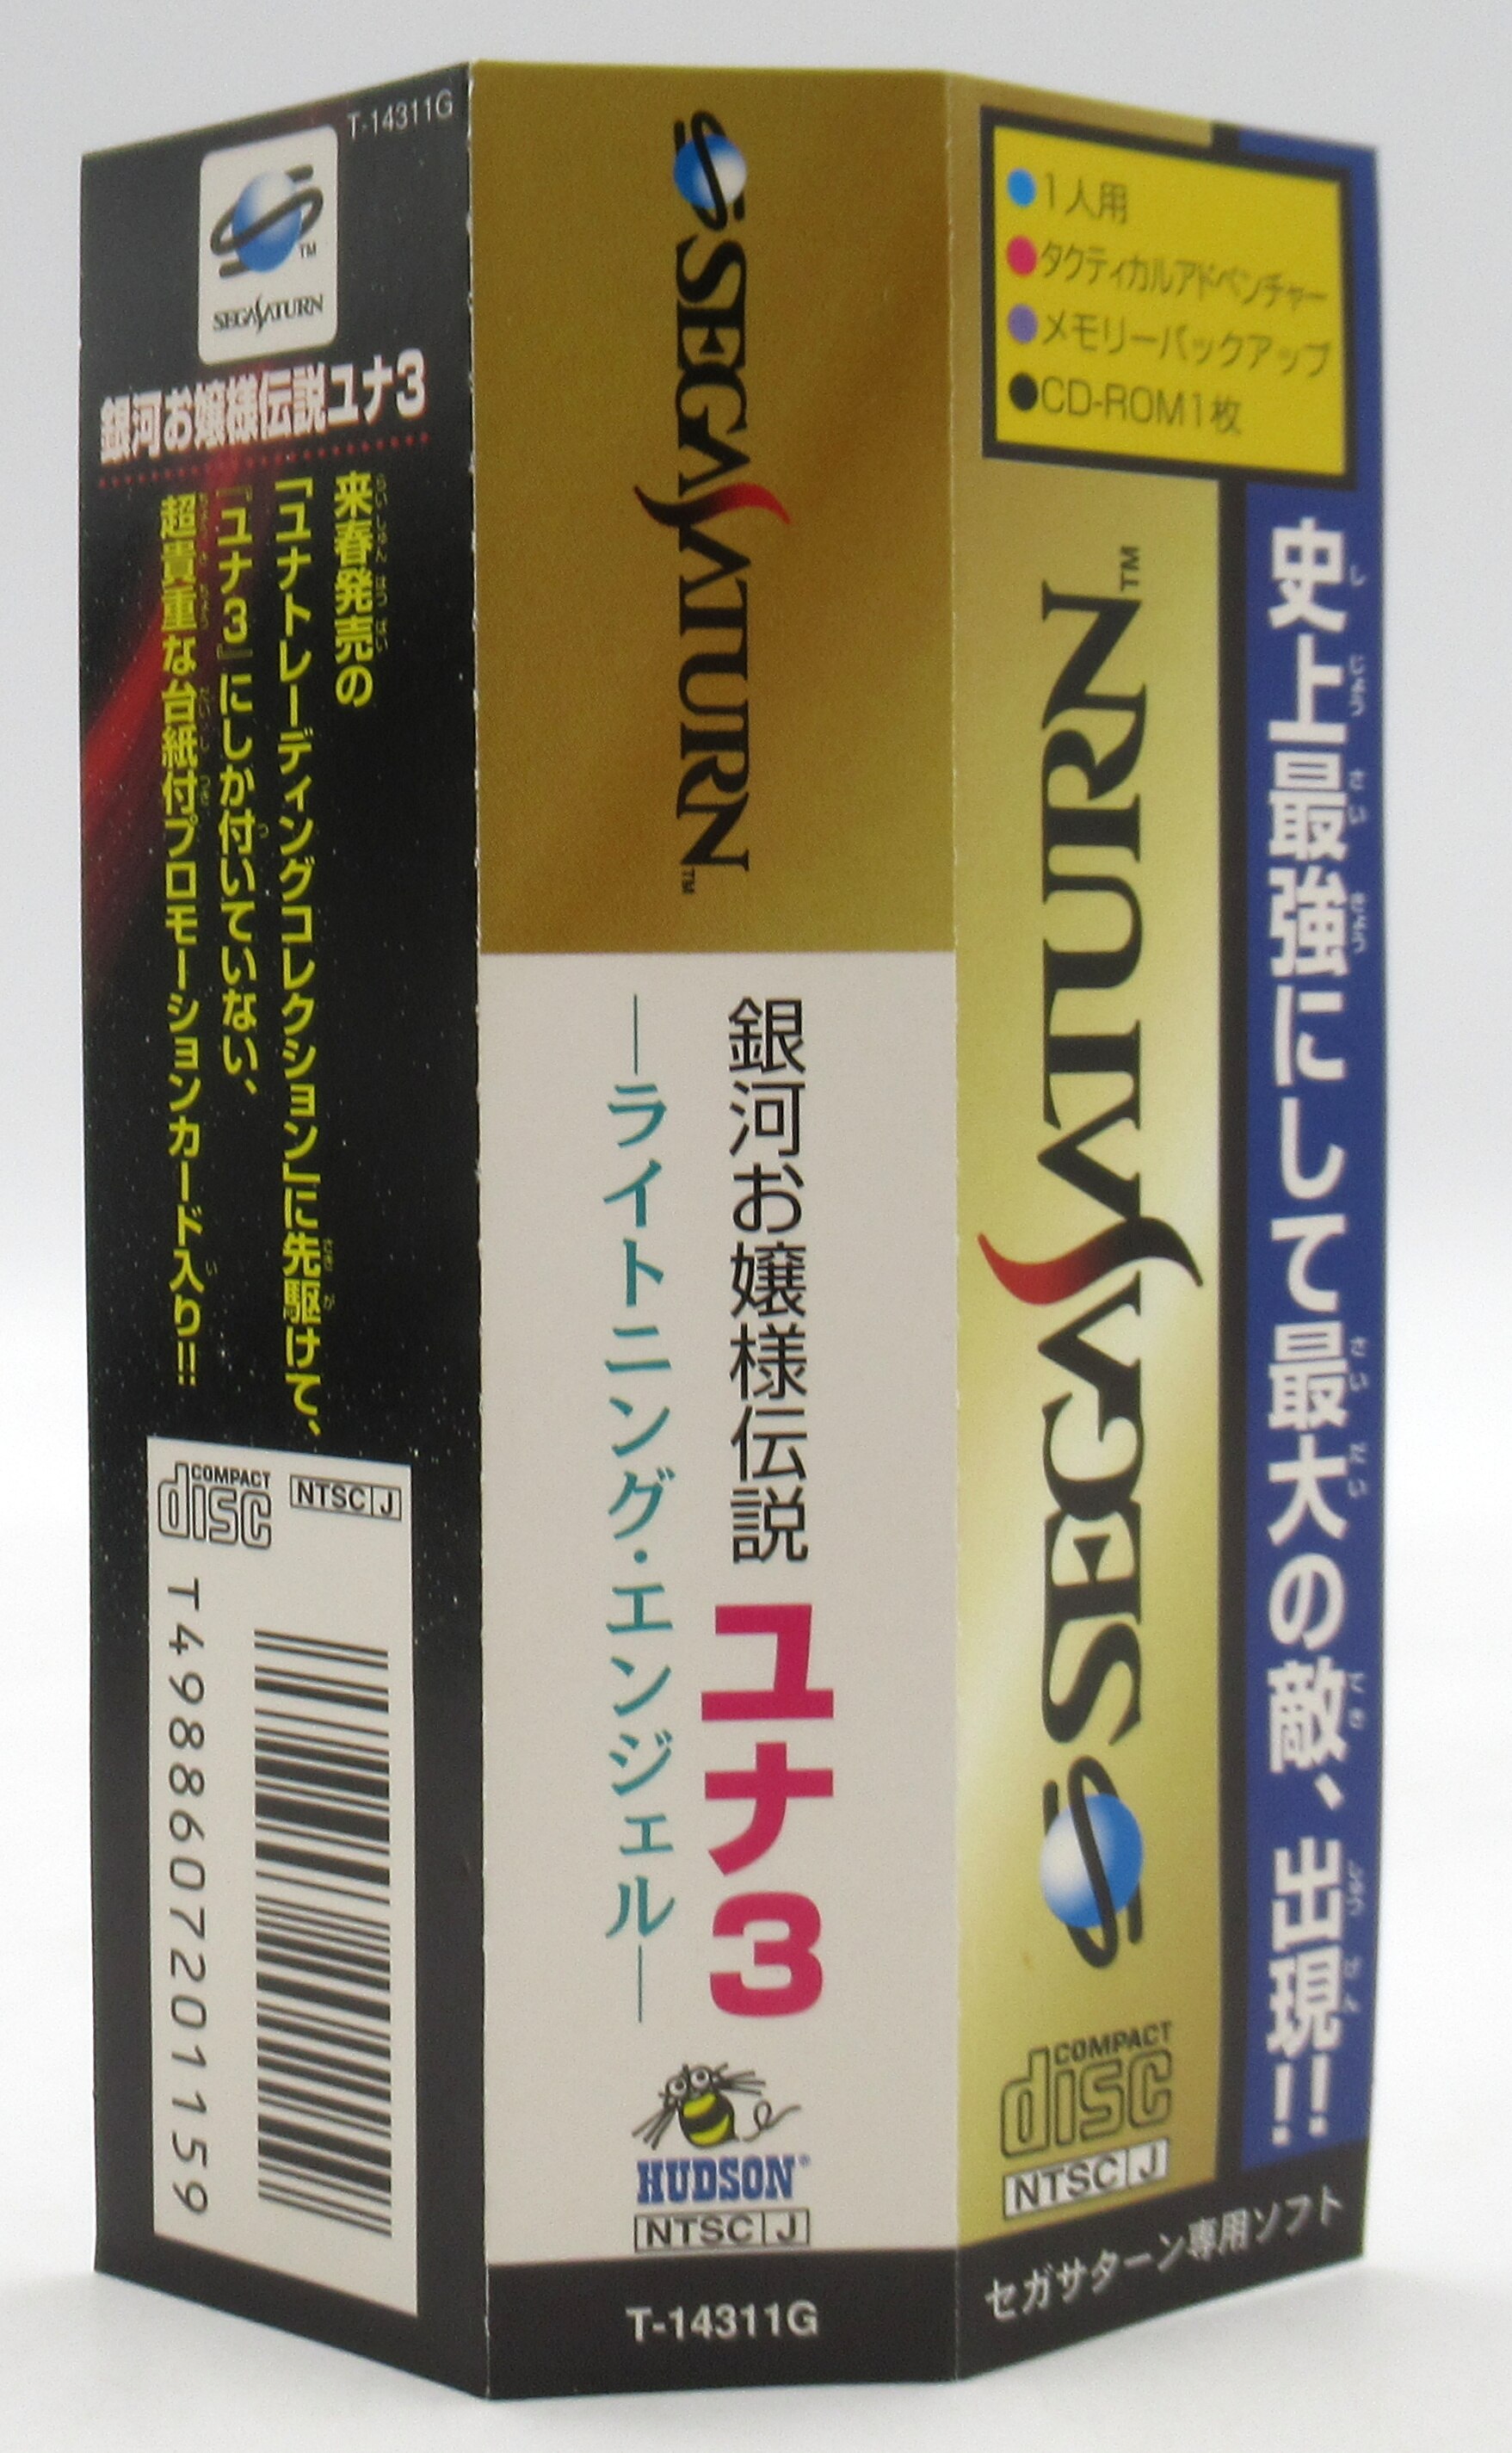 T-14311G
TM
SEGA SATURN
銀河お嬢様伝説ユナ3
来春発売の
「ユナトレーディングコレクション」に先駆けて、
『ユナ3』にしか付いていない、
超貴重な台紙付プロモーションカード入り!!
COMPACT
disc
NTSC J
T4988607201159
SEGA SATURN
TM
銀河お嬢様伝説 ユナ3
―ライトニング・エンジェル―
HUDSON®
NTSC J
T-14311G
1人用
タクティカルアドベンチャー
メモリーバックアップ
CD-ROM1枚
SEGA SATURN
TM
COMPACT
disc
NTSC J
史上最強にして最大の敵、出現!!
セガサターン専用ソフト